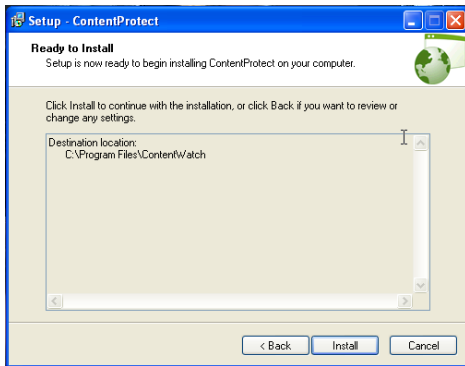 Setup - ContentProtect
Ready to Install
Setup is now ready to begin installing ContentProtect on your computer.
Click Install to continue with the installation, or click Back if you want to review or
change any settings.
Destination location:
C:\Program Files\ContentWatch
< Back
Install
Cancel